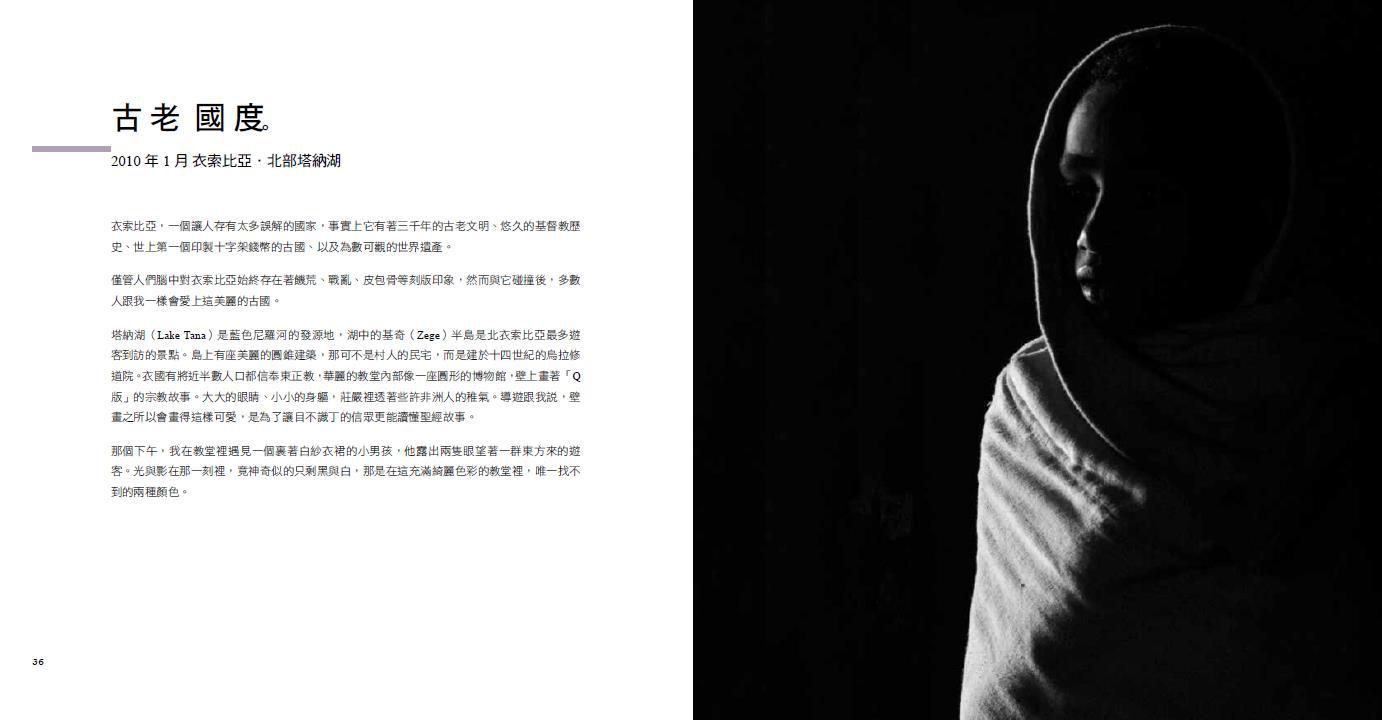 古老 國度。
2010 年 1 月 衣索比亞．北部塔納湖
衣索比亞，一個讓人存有太多誤解的國家，事實上它有著三千年的古老文明、悠久的基督教歷
史、世上第一個印製十字架錢幣的古國、以及為數可觀的世界遺產。
僅管人們腦中對衣索比亞始終存在著饑荒、戰亂、皮包骨等刻版印象，然而與它碰撞後，多數
人跟我一樣會愛上這美麗的古國。
塔納湖（Lake Tana）是藍色尼羅河的發源地，湖中的基奇（Zege）半島是北衣索比亞最多遊
客到訪的景點。島上有座美麗的圓錐建築，那可不是村人的民宅，而是建於十四世紀的烏拉修
道院。衣國有將近半數人口都信奉東正教，華麗的教堂內部像一座圓形的博物館，壁上畫著「Q
版」的宗教故事。大大的眼睛、小小的身軀，莊嚴裡透著些許非洲人的稚氣。導遊跟我說，壁
畫之所以會畫得這樣可愛，是為了讓目不識丁的信眾更能讀懂聖經故事。
那個下午，我在教堂裡遇見一個裹著白紗衣裙的小男孩，他露出兩隻眼望著一群東方來的遊
客。光與影在那一刻裡，竟神奇似的只剩黑與白，那是在這充滿綺麗色彩的教堂裡，唯一找不
到的兩種顏色。
36